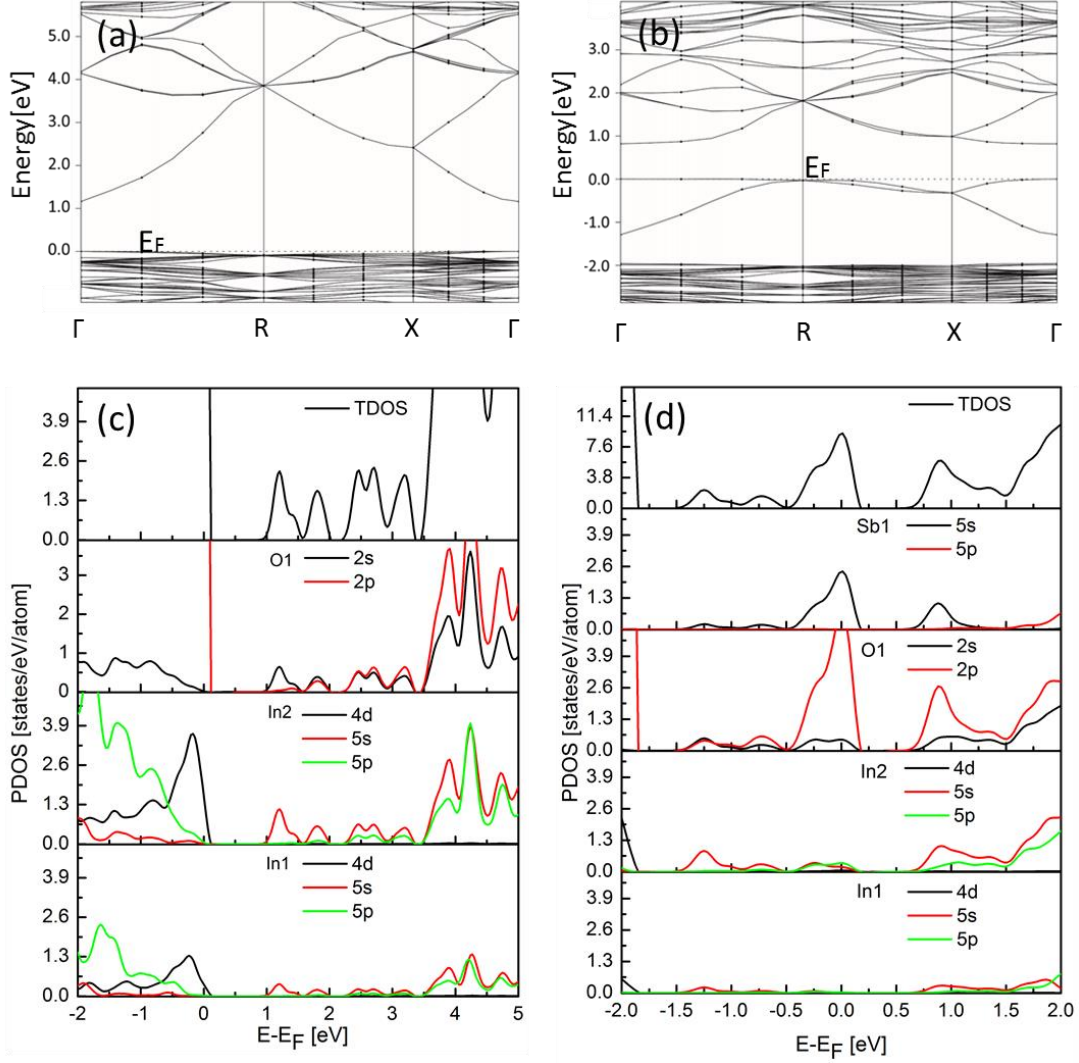 (a)
5.0
4.0
3.0
2.0
1.0
0.0
Energy [eV]
E_F
Γ R X Γ
(b)
3.0
2.0
1.0
0.0
-1.0
-2.0
Energy [eV]
E_F
Γ R X Γ
(c)
TDOS
3.9
2.6
1.3
0.0
O1
2s
2p
3
2
1
0
In2
4d
5s
5p
3.9
2.6
1.3
0.0
In1
4d
5s
5p
3.9
2.6
1.3
0.0
PDOS [states/eV/atom]
-2 -1 0 1 2 3 4 5
E-E_F [eV]
(d)
TDOS
11.4
7.6
3.8
0.0
Sb1
5s
5p
3.9
2.6
1.3
0.0
O1
2s
2p
3.9
2.6
1.3
0.0
In2
4d
5s
5p
3.9
2.6
1.3
0.0
In1
4d
5s
5p
3.9
2.6
1.3
0.0
PDOS [states/eV/atom]
-2.0 -1.5 -1.0 -0.5 0.0 0.5 1.0 1.5 2.0
E-E_F [eV]